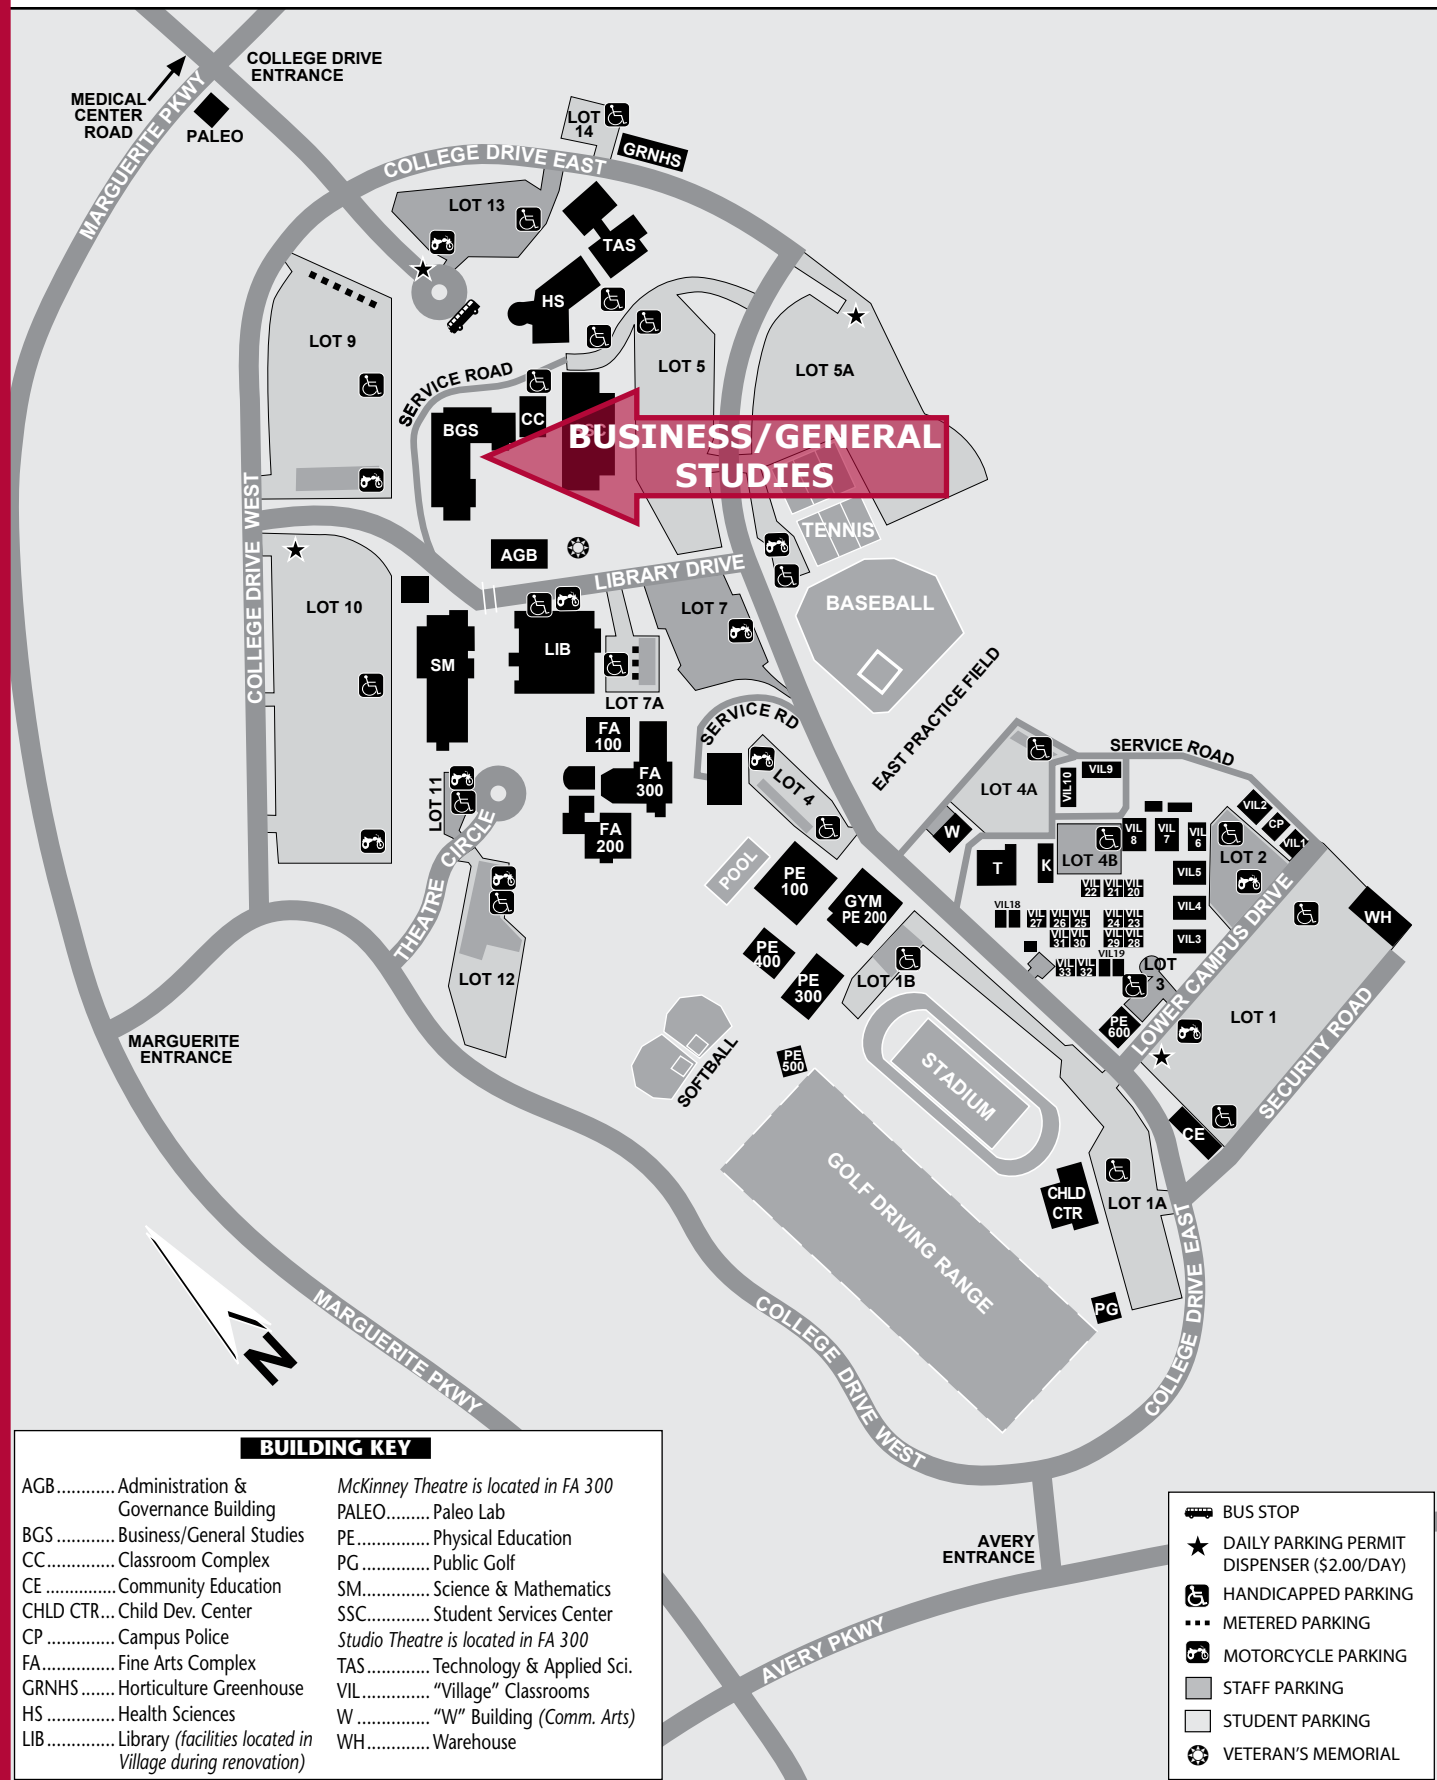 COLLEGE DRIVE
ENTRANCE
MEDICAL
CENTER
ROAD
MARGUERITE PKWY
PALEO
LOT
14
GRNHS
COLLEGE DRIVE EAST
LOT 13
TAS
HS
LOT 9
LOT 5
LOT 5A
SERVICE ROAD
CC
BGS
BUSINESS/GENERAL
STUDIES
TENNIS
COLLEGE DRIVE WEST
AGB
LIBRARY DRIVE
LOT 10
LOT 7
BASEBALL
LIB
SM
LOT 7A
EAST PRACTICE FIELD
SERVICE RD
FA
100
FA
300
FA
200
LOT 4
LOT 11
THEATRE CIRCLE
LOT 12
SERVICE ROAD
LOT 4A
VIL10
VIL9
VIL2
CP
VIL1
W
VIL
8
VIL
7
VIL
6
LOT 4B
LOT 2
T
K
VIL5
VIL
22
VIL
21
VIL
20
VIL4
VIL18
VIL
27
VIL
26
VIL
25
VIL
24
VIL
23
VIL
31
VIL
30
VIL
29
VIL
28
VIL3
VIL19
VIL
33
VIL
32
LOT
3
WH
POOL
PE
100
GYM
PE 200
PE
400
PE
300
LOT 1B
PE
600
LOWER CAMPUS DRIVE
LOT 1
SECURITY ROAD
MARGUERITE
ENTRANCE
SOFTBALL
PE
500
STADIUM
CE
GOLF DRIVING RANGE
CHLD
CTR
LOT 1A
PG
COLLEGE DRIVE EAST
COLLEGE DRIVE WEST
N
MARGUERITE PKWY
AVERY
ENTRANCE
AVERY PKWY
BUILDING KEY
AGB............Administration &
Governance Building
BGS ...........Business/General Studies
CC..............Classroom Complex
CE ..............Community Education
CHLD CTR...Child Dev. Center
CP ..............Campus Police
FA...............Fine Arts Complex
GRNHS.......Horticulture Greenhouse
HS ..............Health Sciences
LIB..............Library (facilities located in
Village during renovation)
McKinney Theatre is located in FA 300
PALEO.........Paleo Lab
PE...............Physical Education
PG ..............Public Golf
SM..............Science & Mathematics
SSC.............Student Services Center
Studio Theatre is located in FA 300
TAS.............Technology & Applied Sci.
VIL..............“Village” Classrooms
W ...............“W” Building (Comm. Arts)
WH.............Warehouse
BUS STOP
DAILY PARKING PERMIT
DISPENSER ($2.00/DAY)
HANDICAPPED PARKING
METERED PARKING
MOTORCYCLE PARKING
STAFF PARKING
STUDENT PARKING
VETERAN’S MEMORIAL